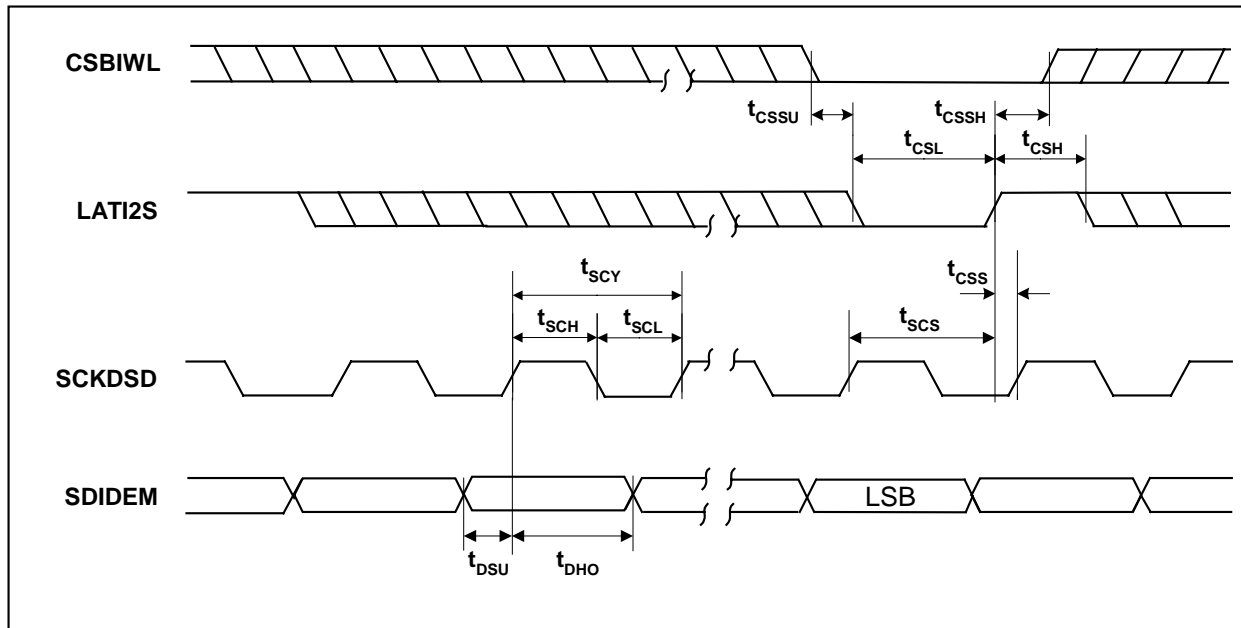 CSBIWL
tCSSU
tCSSH
tCSL
tCSH
LATI2S
tSCY
tCSS
tSCH
tSCL
tSCS
SCKDSD
SDIDEM
LSB
tDSU
tDHO